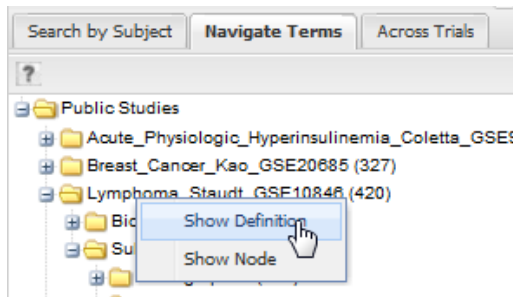 Search by Subject Navigate Terms Across Trials
?
Public Studies
Acute_Physiologic_Hyperinsulinemia_Coletta_GSE9
Breast_Cancer_Kao_GSE20685 (327)
Lymphoma_Staudt_GSE10846 (420)
Bio
Show Definition
Su
Show Node